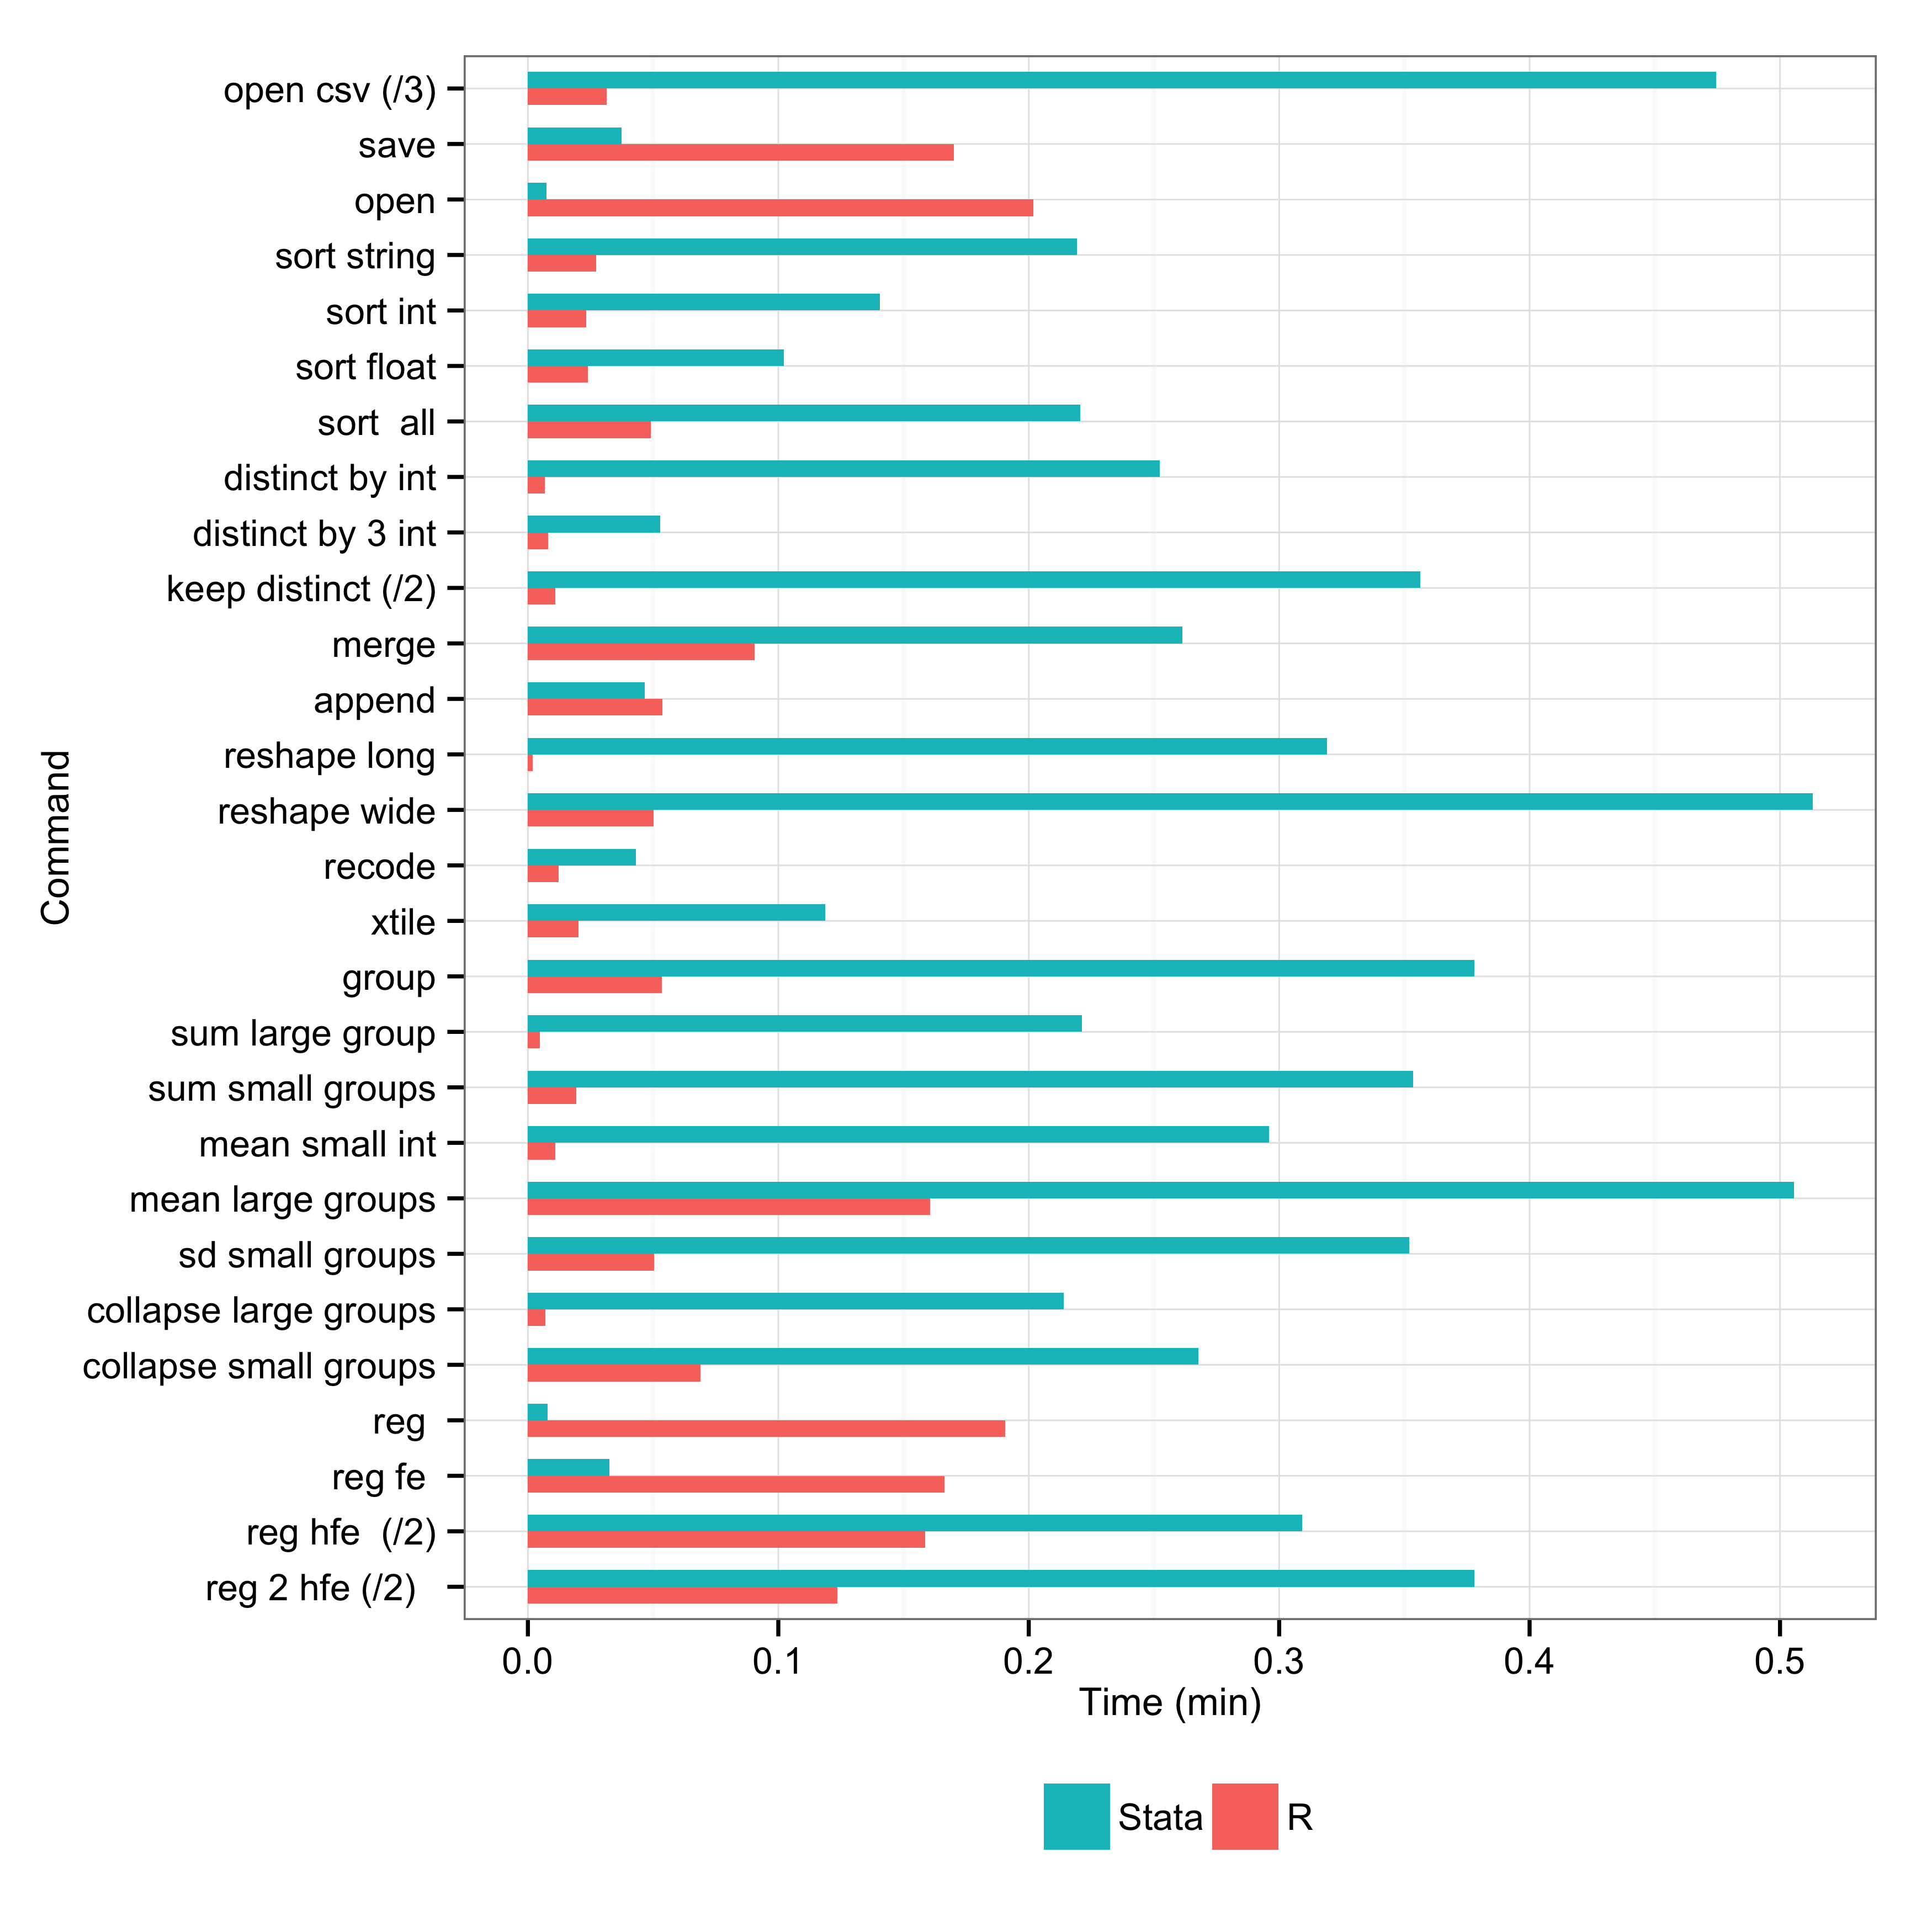 open csv (/3)
save
open
sort string
sort int
sort float
sort  all
distinct by int
distinct by 3 int
keep distinct (/2)
merge
append
reshape long
reshape wide
recode
xtile
group
sum large group
sum small groups
mean small int
mean large groups
sd small groups
collapse large groups
collapse small groups
reg
reg fe
reg hfe  (/2)
reg 2 hfe (/2)
Command
0.0 0.1 0.2 0.3 0.4 0.5
Time (min)
Stata R